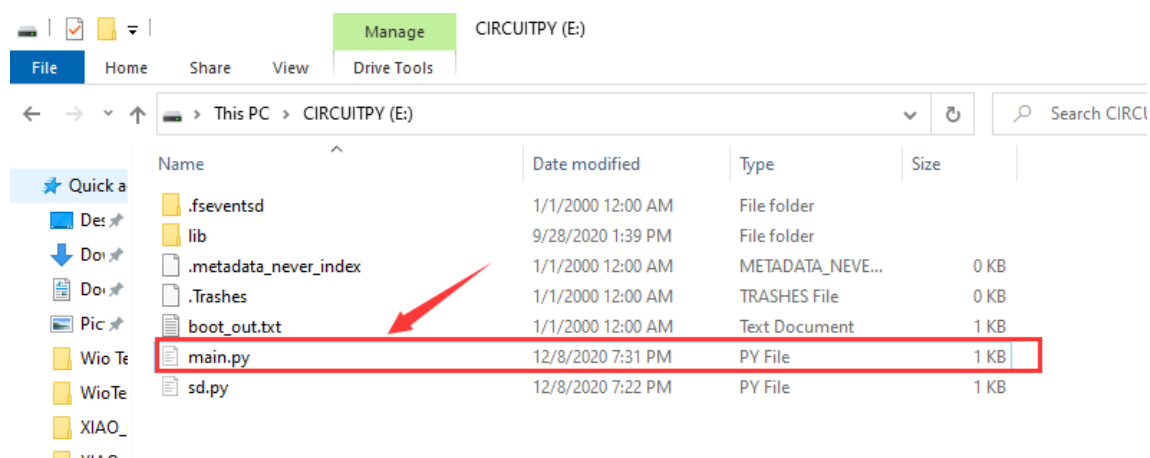 Manage CIRCUITPY (E:)
File Home Share View Drive Tools
This PC > CIRCUITPY (E:)
Name Date modified Type Size
Quick a
.fseventsd 1/1/2000 12:00 AM File folder
Des
lib 9/28/2020 1:39 PM File folder
Dov
.metadata_never_index 1/1/2000 12:00 AM METADATA_NEVE... 0 KB
Doc
.Trashes 1/1/2000 12:00 AM TRASHES File 0 KB
Pic
boot_out.txt 1/1/2000 12:00 AM Text Document 1 KB
Wio Te
main.py 12/8/2020 7:31 PM PY File 1 KB
WioTe
sd.py 12/8/2020 7:22 PM PY File 1 KB
XIAO_